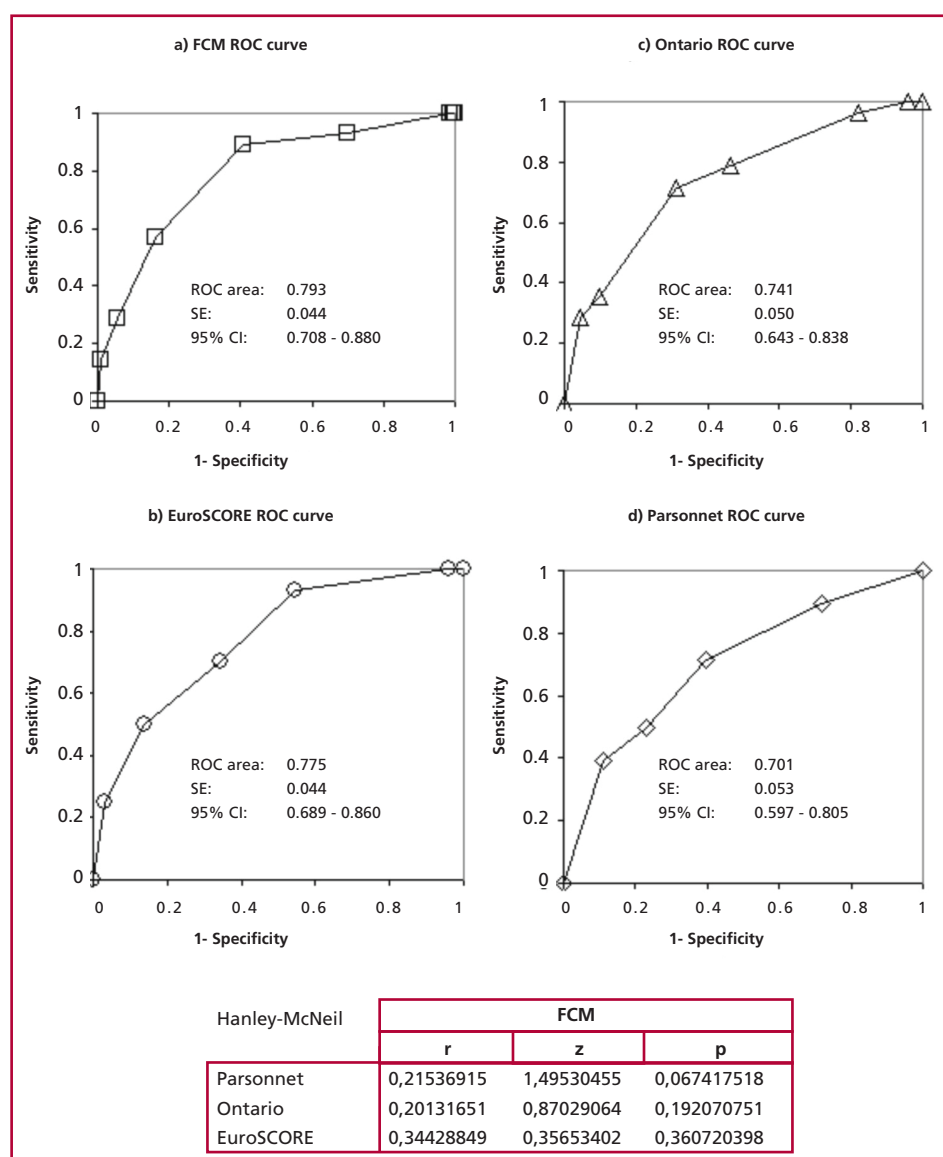 a) FCM ROC curve
1
0.8
0.6
0.4
0.2
0
Sensitivity
ROC area: 0.793
SE: 0.044
95% CI: 0.708 - 0.880
0 0.2 0.4 0.6 0.8 1
1- Specificity
c) Ontario ROC curve
1
0.8
0.6
0.4
0.2
0
Sensitivity
ROC area: 0.741
SE: 0.050
95% CI: 0.643 - 0.838
0 0.2 0.4 0.6 0.8 1
1- Specificity
b) EuroSCORE ROC curve
1
0.8
0.6
0.4
0.2
0
Sensitivity
ROC area: 0.775
SE: 0.044
95% CI: 0.689 - 0.860
0 0.2 0.4 0.6 0.8 1
1- Specificity
d) Parsonnet ROC curve
1
0.8
0.6
0.4
0.2
0
Sensitivity
ROC area: 0.701
SE: 0.053
95% CI: 0.597 - 0.805
0 0.2 0.4 0.6 0.8 1
1- Specificity
Hanley-McNeil FCM
r z p
Parsonnet 0,21536915 1,49530455 0,067417518
Ontario 0,20131651 0,87029064 0,192070751
EuroSCORE 0,34428849 0,35653402 0,360720398